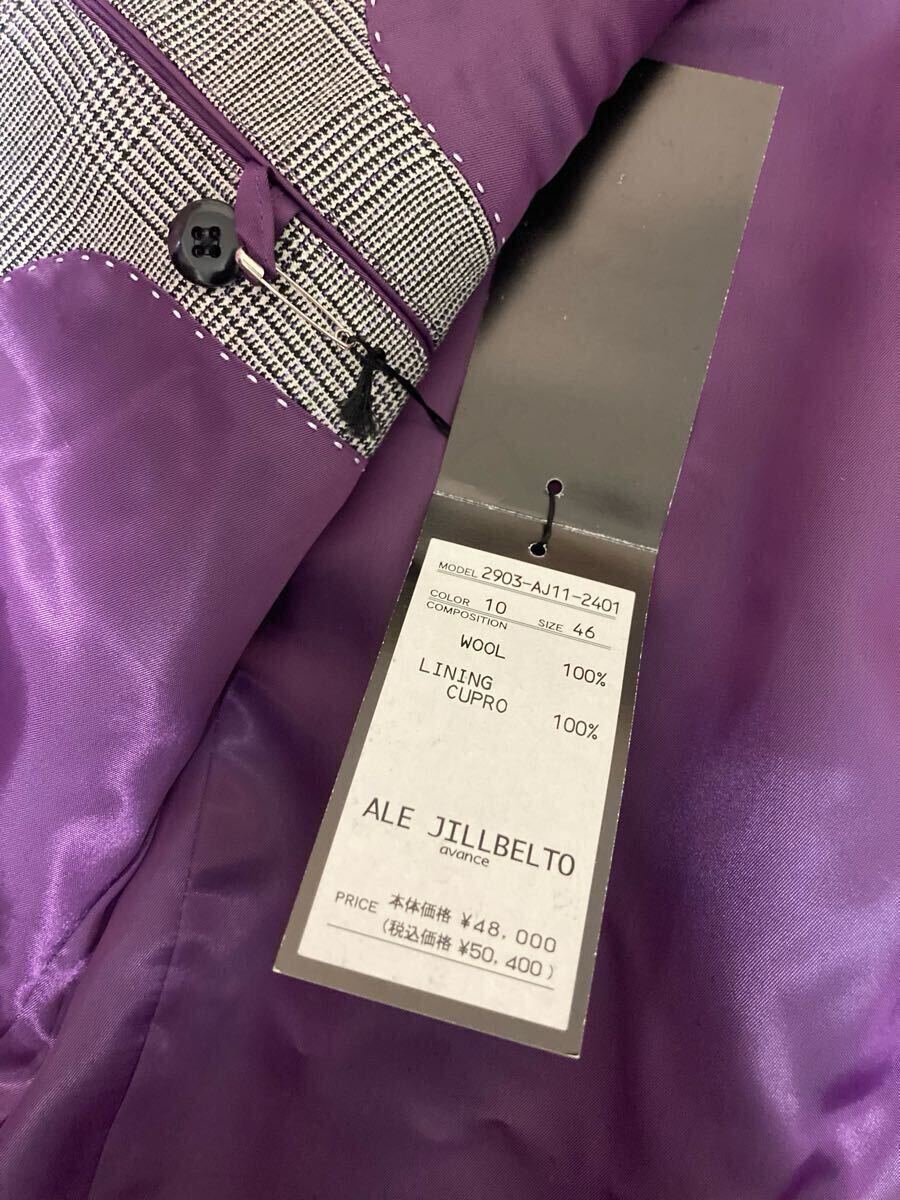 MODEL 2903-AJ11-2401
COLOR 10 SIZE 46
COMPOSITION
WOOL 100%
LINING
CUPRO 100%
ALE JILLBELTO
avance
PRICE 本体価格 ¥48,000
(税込価格 ¥50,400)